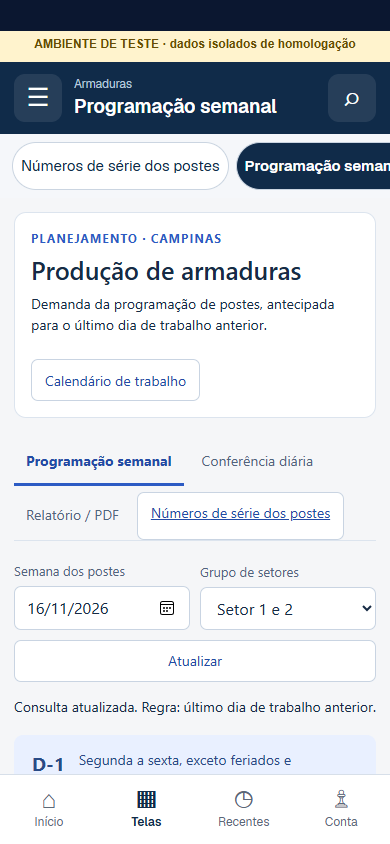 AMBIENTE DE TESTE · dados isolados de homologação
Armaduras
Programação semanal
Números de série dos postes
Programação seman
PLANEJAMENTO · CAMPINAS
Produção de armaduras
Demanda da programação de postes, antecipada
para o último dia de trabalho anterior.
Calendário de trabalho
Programação semanal
Conferência diária
Relatório / PDF
Números de série dos postes
Semana dos postes
Grupo de setores
16/11/2026
Setor 1 e 2
Atualizar
Consulta atualizada. Regra: último dia de trabalho anterior.
D-1
Segunda a sexta, exceto feriados e
Início
Telas
Recentes
Conta